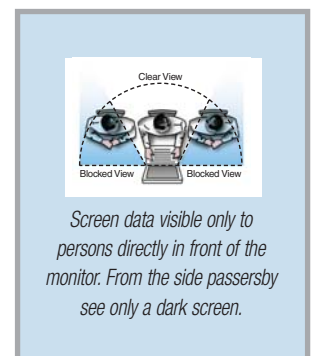 Clear View
Blocked View Blocked View
Screen data visible only to
persons directly in front of the
monitor. From the side passersby
see only a dark screen.